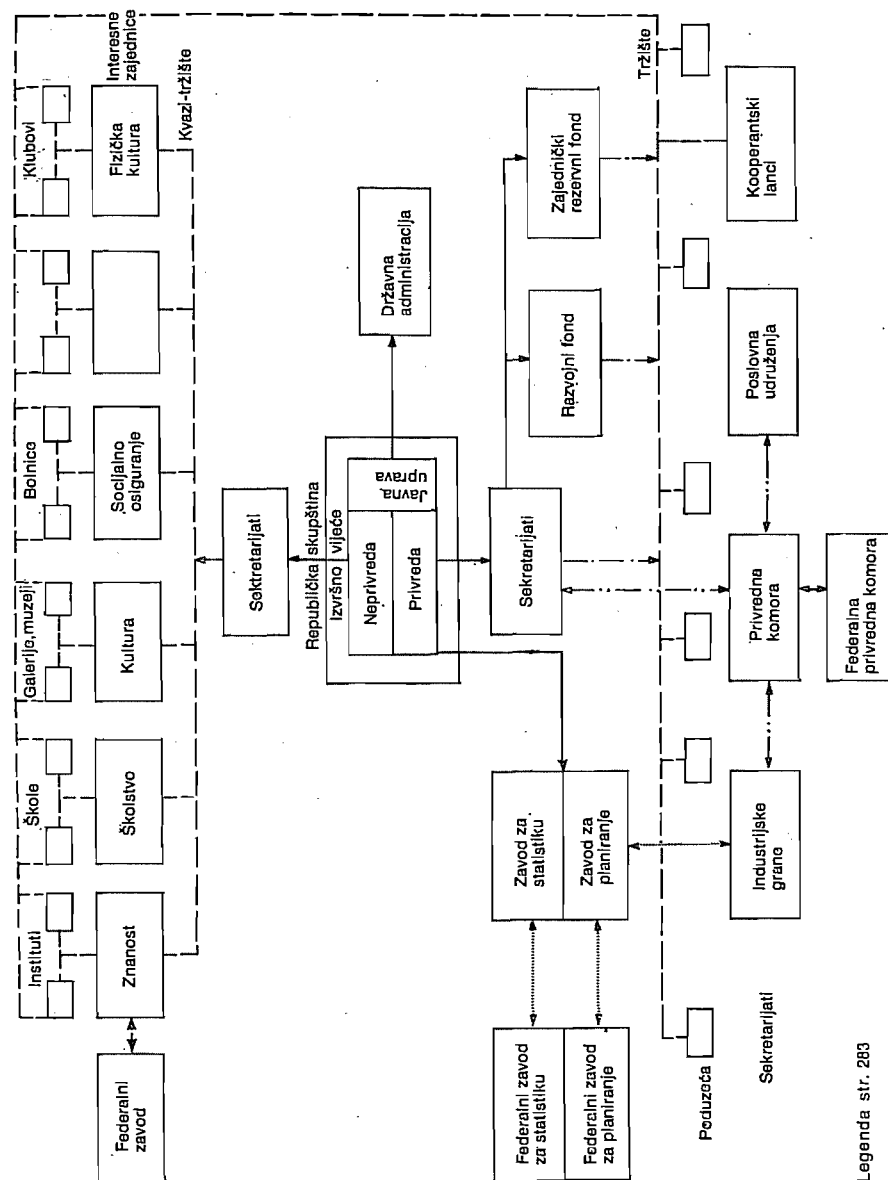 Instituti
Škole
Galerije, muzeji
Bolnice
Klubovi
Interesne
zajednice
Federalni
zavod
Znanost
Školstvo
Kultura
Socijalno
osiguranje
Fizička
kultura
Kvazi-tržište
Sektretarijati
Republička skupština
Izvršno vijeće
Neprivreda
Privreda
Javna,
uprava
Državna
administracija
Federalni zavod
za statistiku
Federalni zavod
za planiranje
Zavod za
statistiku
Zavod za
planiranje
Sekretarijati
Razvojni fond
Zajednički
rezervni fond
Tržište
Poduzeća
Sekretarijati
Industrijske
grane
Privredna
komora
Poslovna
udruženja
Kooperantski
lanci
Federalna
privredna komora
Legenda str. 283